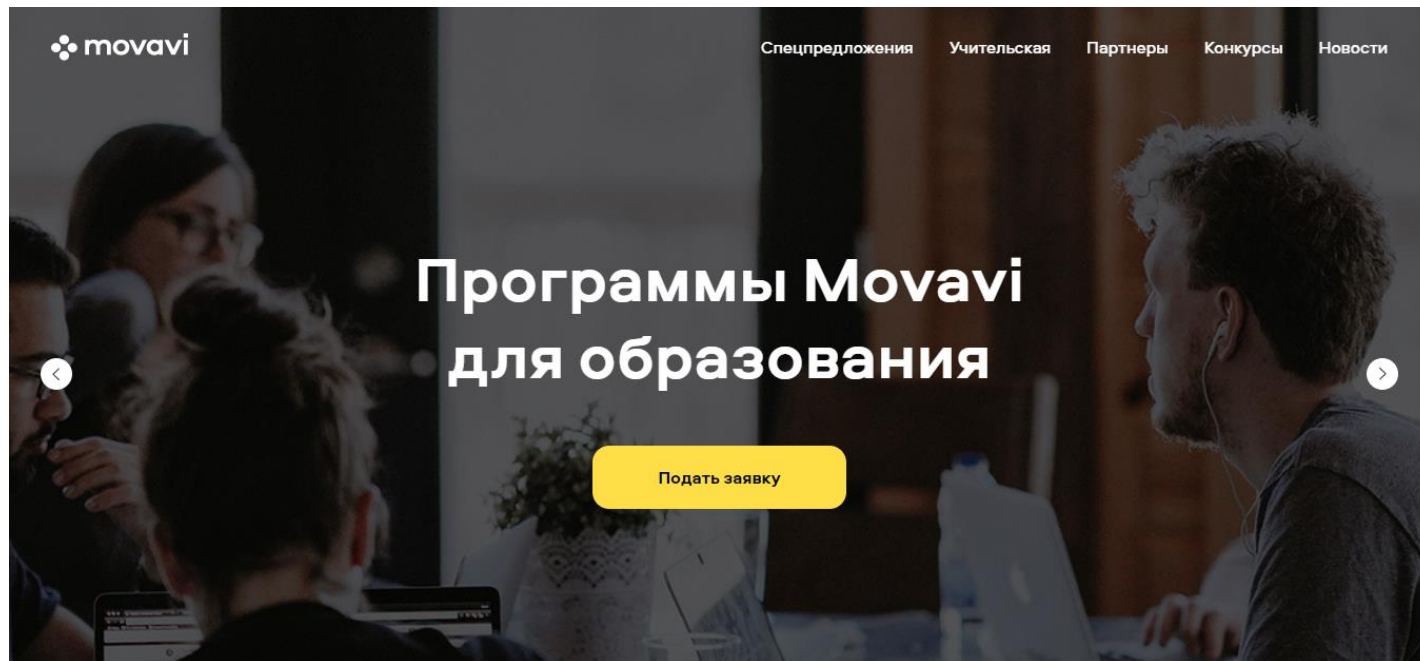 movavi
Спецпредложения Учительская Партнеры Конкурсы Новости
Программы Movavi
для образования
Подать заявку